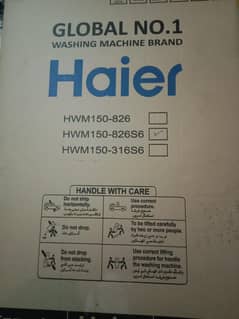 GLOBAL NO.1
WASHING MACHINE BRAND
Haier
HWM150-826
HWM150-826S6
HWM150-316S6
HANDLE WITH CARE
Do not ship horizontally.
Use correct procedure.
Do not drop.
To be lifted carefully by two or more people.
Do not drop from stacking.
Use correct lifting procedure for handle the washing machine.